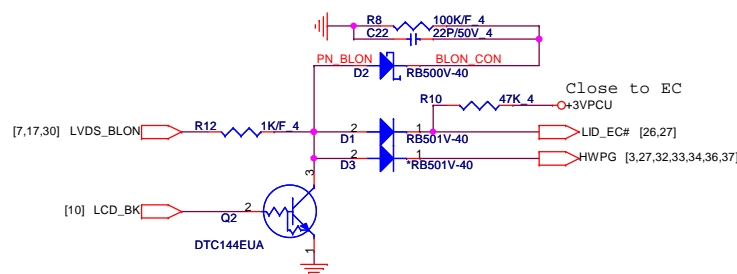 R8 100K/F_4
C22 22P/50V_4
PN_BLON BLON_CON
D2 RB500V-40
Close to EC
R10 47K_4
+3VPCU
[7,17,30] LVDS_BLON R12 1K/F_4 2 1 LID_EC# [26,27]
D1 RB501V-40
2 1 HWPG [3,27,32,33,34,36,37]
D3 *RB501V-40
3
[10] LCD_BK 2
Q2
DTC144EUA 1